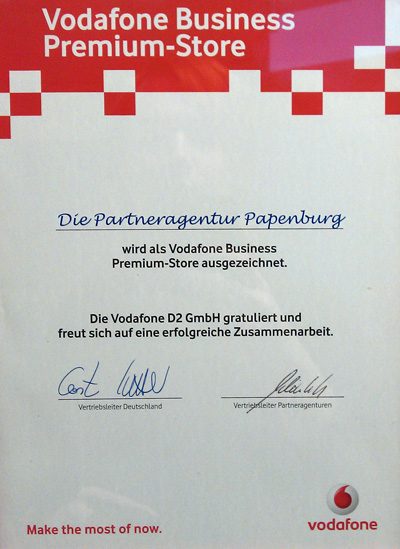 Vodafone Business
Premium-Store
Die Partneragentur Papenburg
wird als Vodafone Business
Premium-Store ausgezeichnet.
Die Vodafone D2 GmbH gratuliert und
freut sich auf eine erfolgreiche Zusammenarbeit.
Vertriebsleiter Deutschland
Vertriebsleiter Partneragenturen
Make the most of now.
vodafone